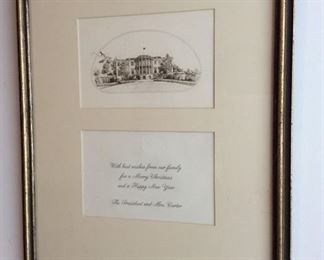 With best wishes from our family
for a Merry Christmas
and a Happy New Year
The President and Mrs. Carter